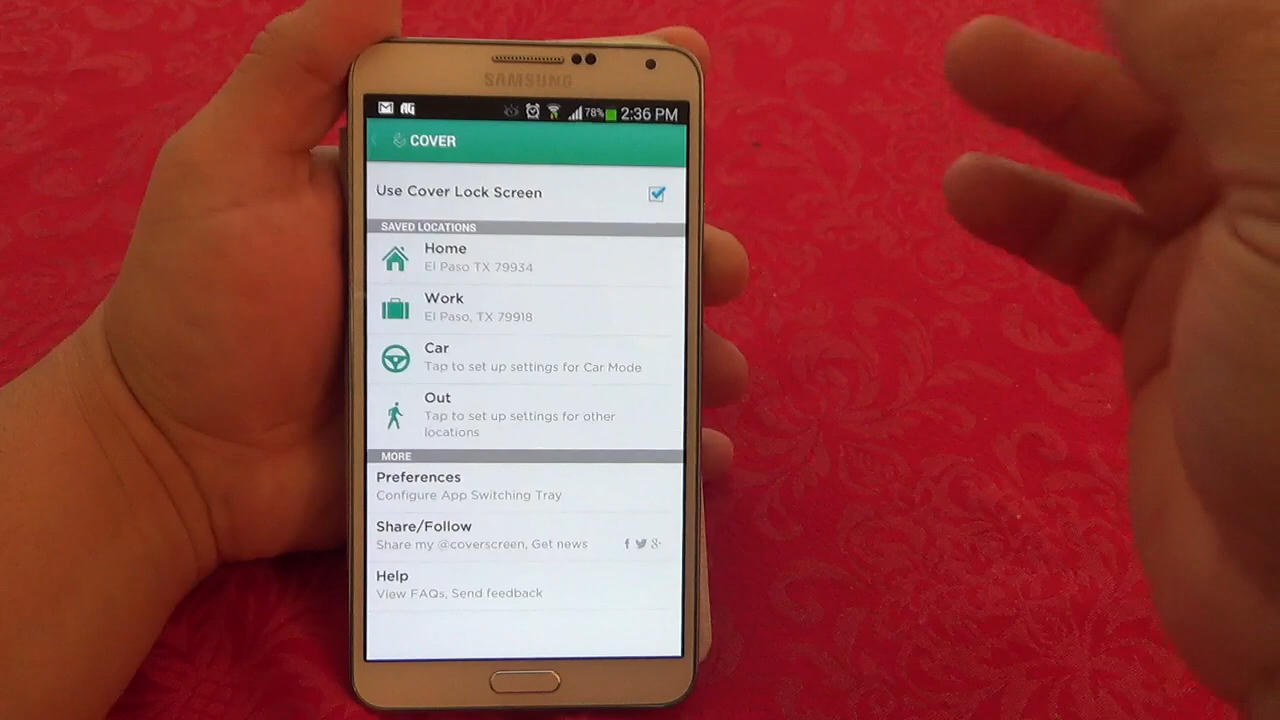 SAMSUNG
78% 2:36 PM
COVER
Use Cover Lock Screen
SAVED LOCATIONS
Home
El Paso TX 79934
Work
El Paso, TX 79918
Car
Tap to set up settings for Car Mode
Out
Tap to set up settings for other
locations
MORE
Preferences
Configure App Switching Tray
Share/Follow
Share my @coverscreen, Get news
Help
View FAQs, Send feedback